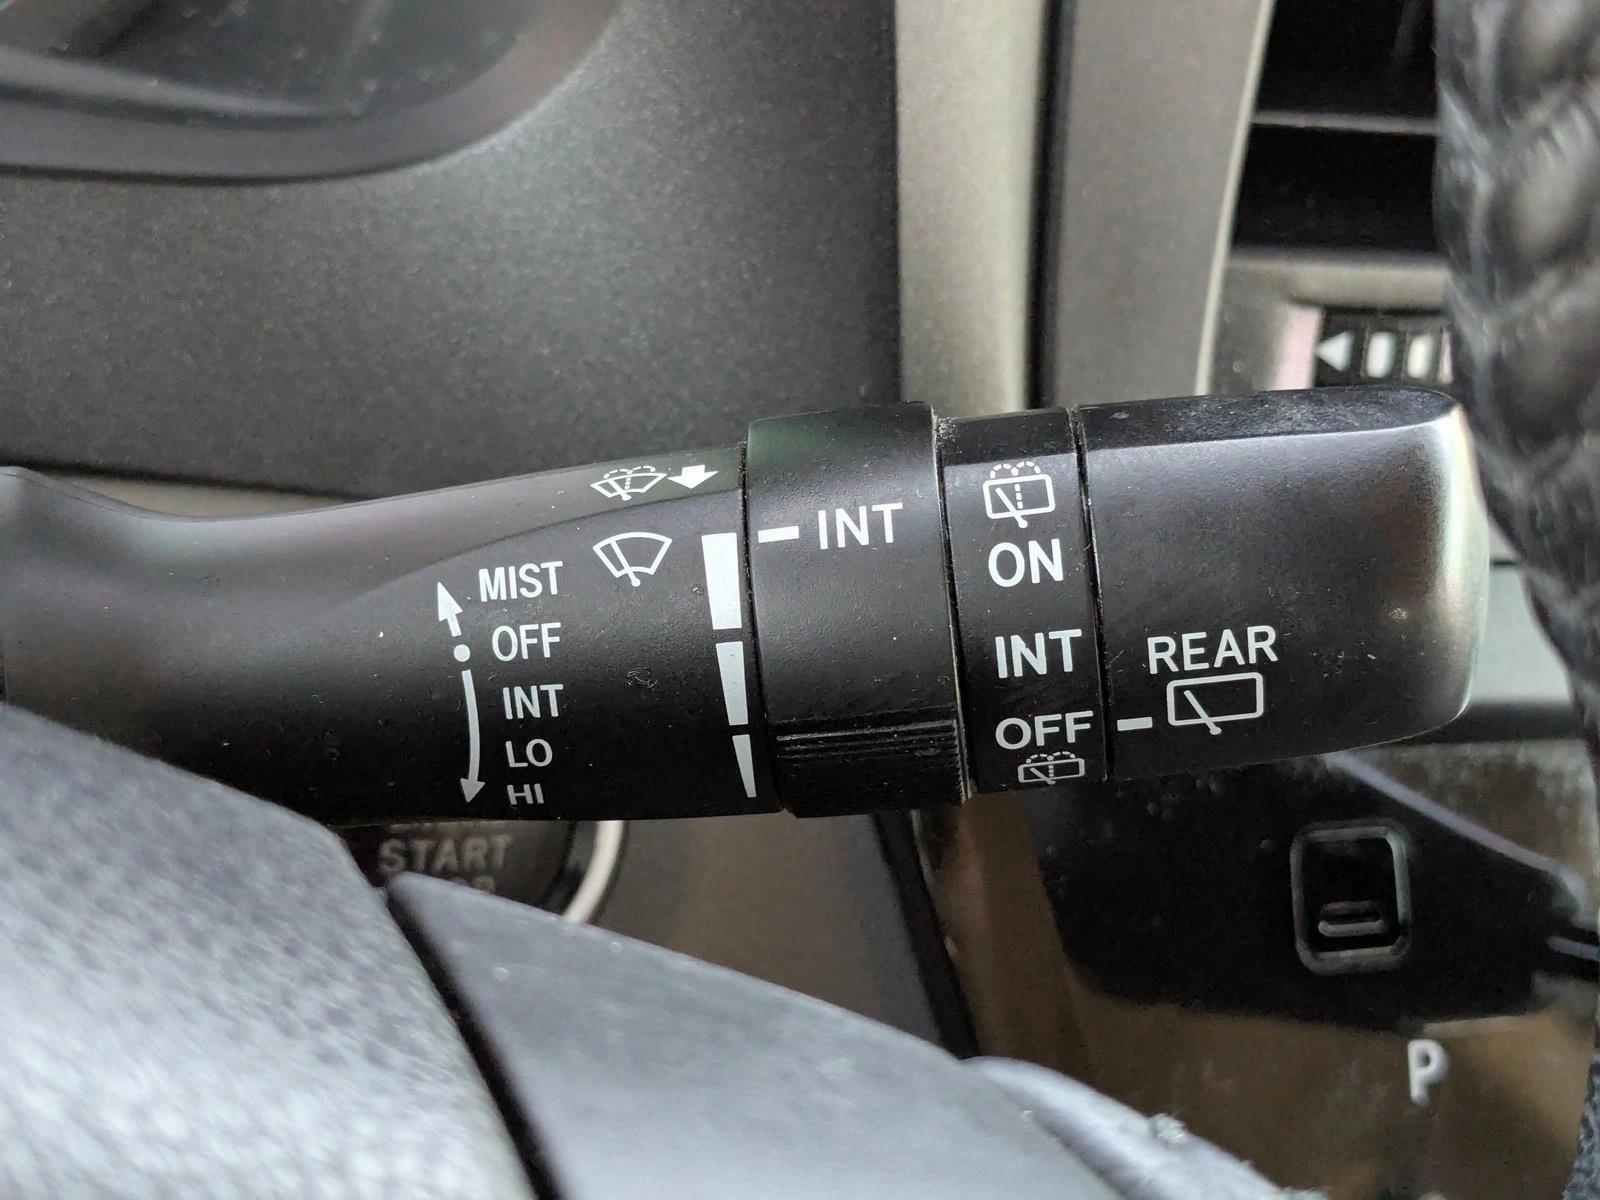 MIST
OFF
INT
LO
HI
INT
ON
INT
OFF
REAR
START
P